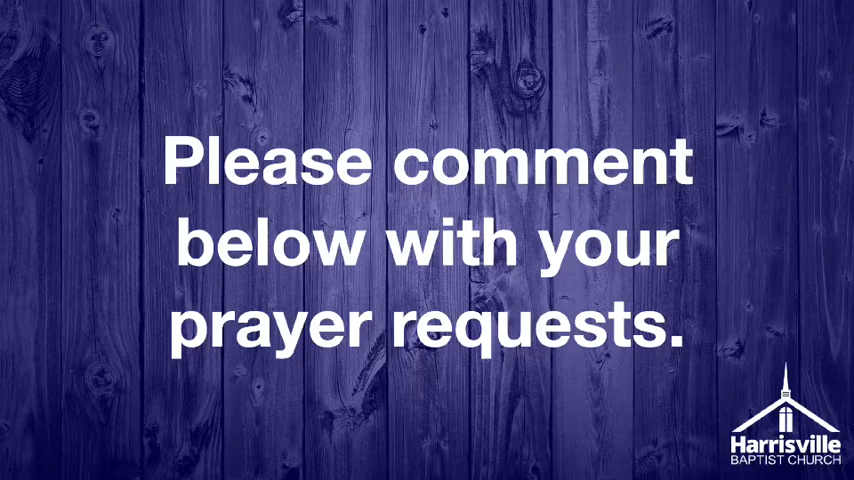 Please comment
below with your
prayer requests.
Harrisville
BAPTIST CHURCH